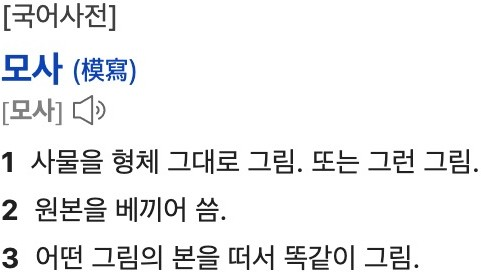 [국어사전]
모사 (模寫)
[모사]
1 사물을 형체 그대로 그림. 또는 그런 그림.
2 원본을 베끼어 씀.
3 어떤 그림의 본을 떠서 똑같이 그림.